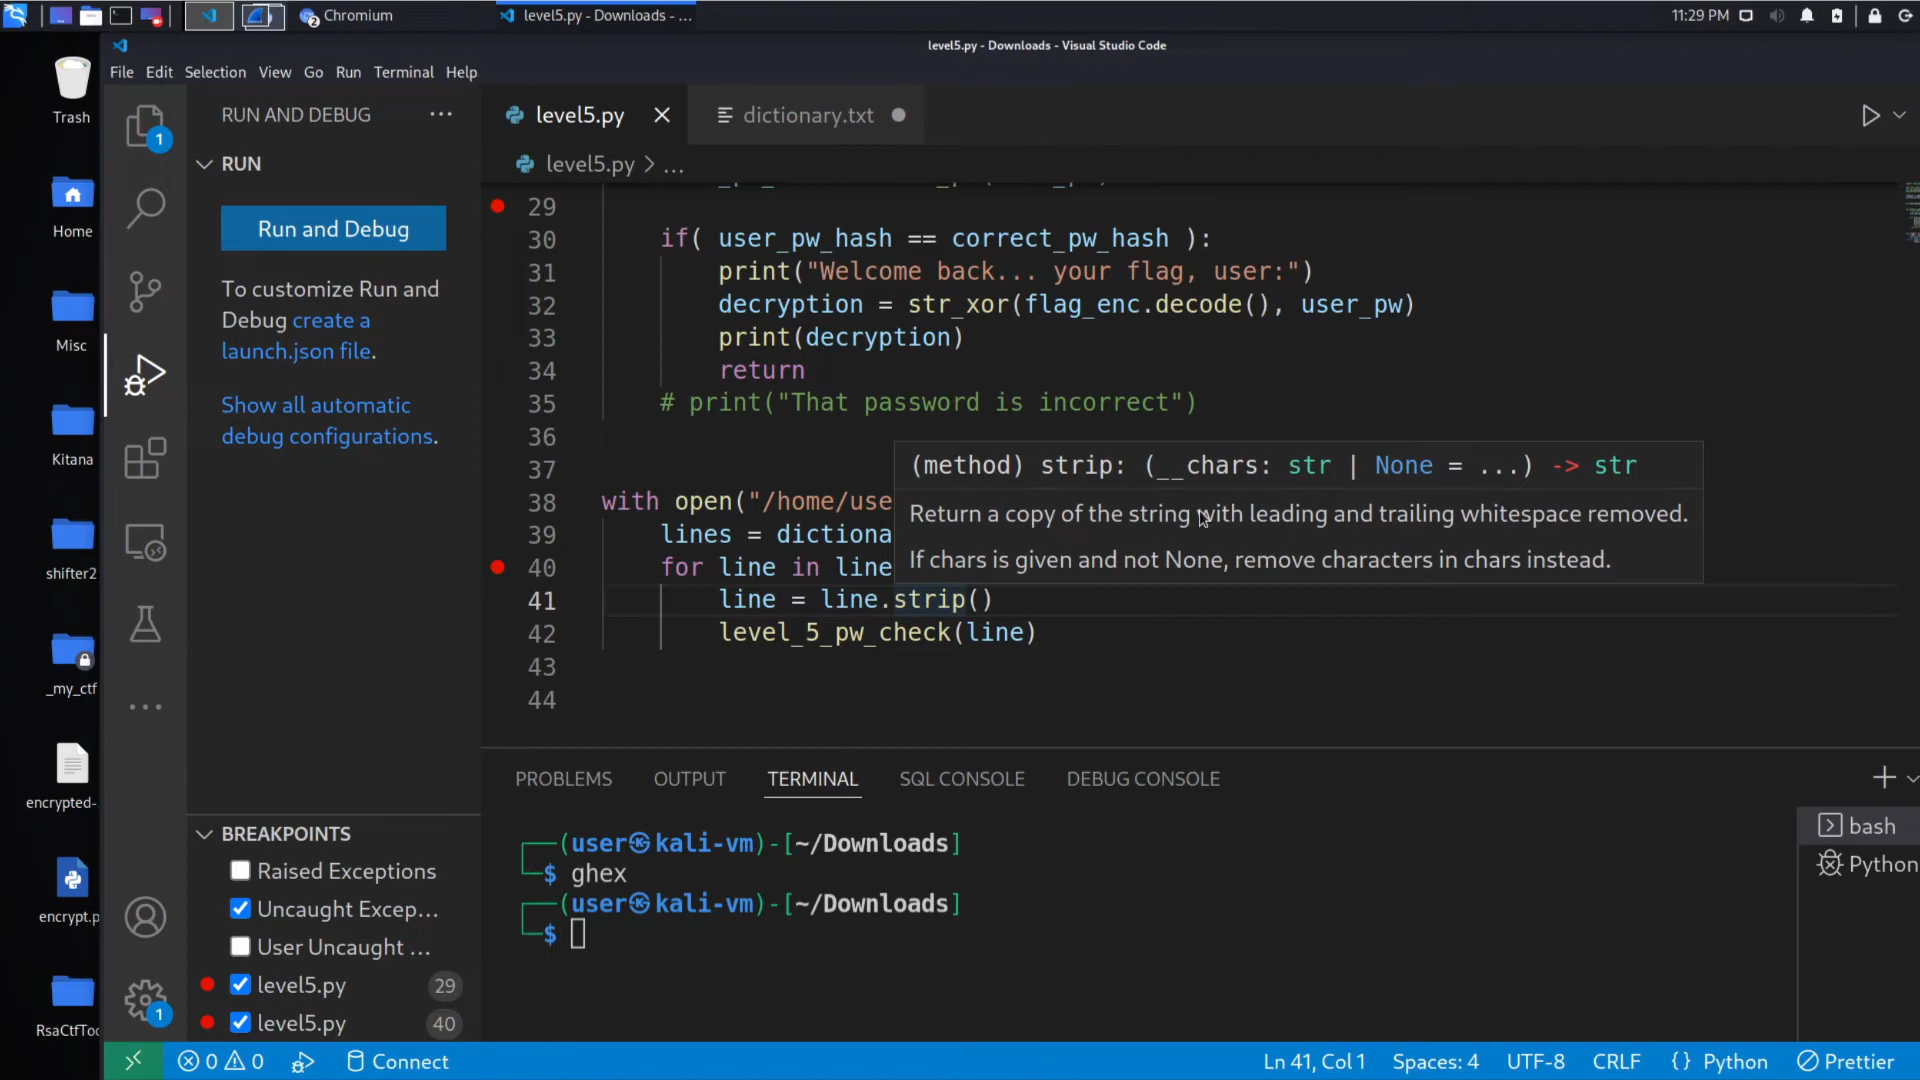 Chromium
level5.py - Downloads - ...
11:29 PM
level5.py - Downloads - Visual Studio Code
File Edit Selection View Go Run Terminal Help
Trash
Home
Misc
Kitana
shifter2
_my_ctf
encrypted-
encrypt.p
RsaCtfToo
1
1
RUN AND DEBUG ...
RUN
Run and Debug
To customize Run and
Debug create a
launch.json file.
Show all automatic
debug configurations.
BREAKPOINTS
Raised Exceptions
Uncaught Excep...
User Uncaught ...
level5.py 29
level5.py 40
level5.py
dictionary.txt
level5.py > ...
29
30 if( user_pw_hash == correct_pw_hash ):
31 print("Welcome back... your flag, user:")
32 decryption = str_xor(flag_enc.decode(), user_pw)
33 print(decryption)
34 return
35 # print("That password is incorrect")
36
37
38 with open("/home/use
39 lines = dictiona
40 for line in line
41 line = line.strip()
42 level_5_pw_check(line)
43
44
(method) strip: (__chars: str | None = ...) -> str
Return a copy of the string with leading and trailing whitespace removed.
If chars is given and not None, remove characters in chars instead.
PROBLEMS OUTPUT TERMINAL SQL CONSOLE DEBUG CONSOLE
┌──(user㉿kali-vm)-[~/Downloads]
└─$ ghex
┌──(user㉿kali-vm)-[~/Downloads]
└─$
bash
Python
0 0 Connect Ln 41, Col 1 Spaces: 4 UTF-8 CRLF {} Python Prettier